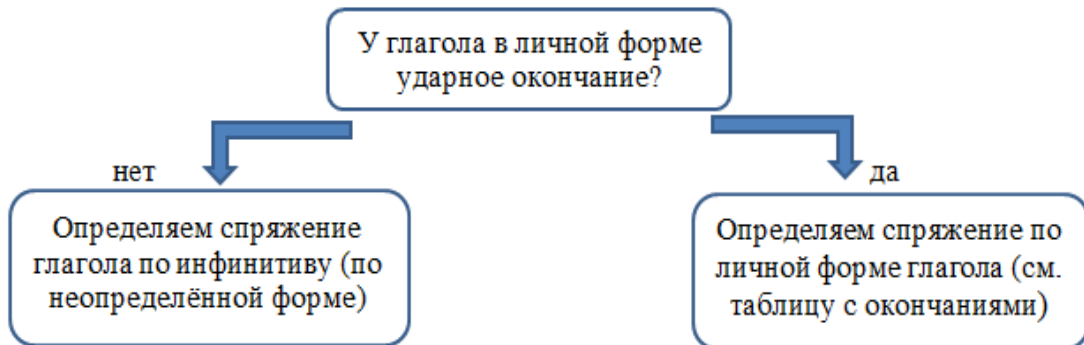 У глагола в личной форме
ударное окончание?
нет
да
Определяем спряжение
глагола по инфинитиву (по
неопределённой форме)
Определяем спряжение по
личной форме глагола (см.
таблицу с окончаниями)